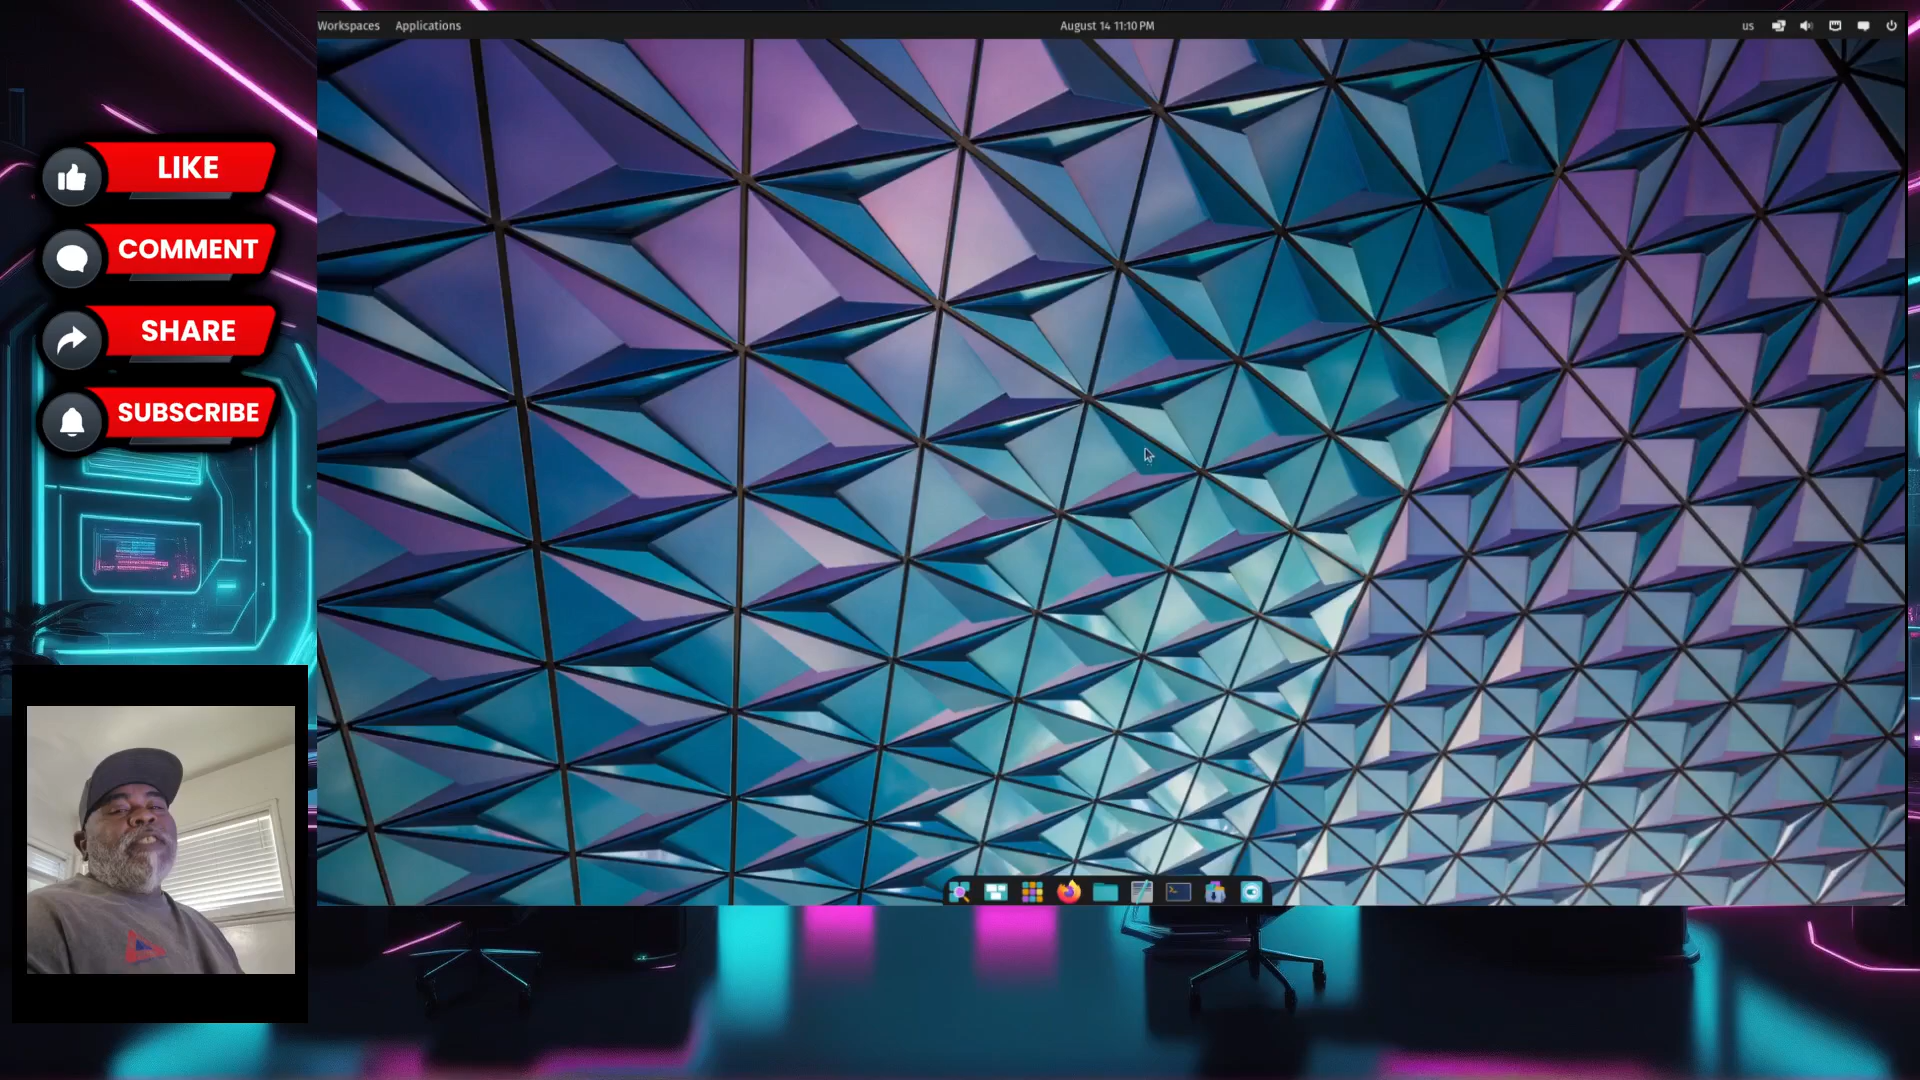 Workspaces Applications August 14 11:10 PM us
LIKE
COMMENT
SHARE
SUBSCRIBE